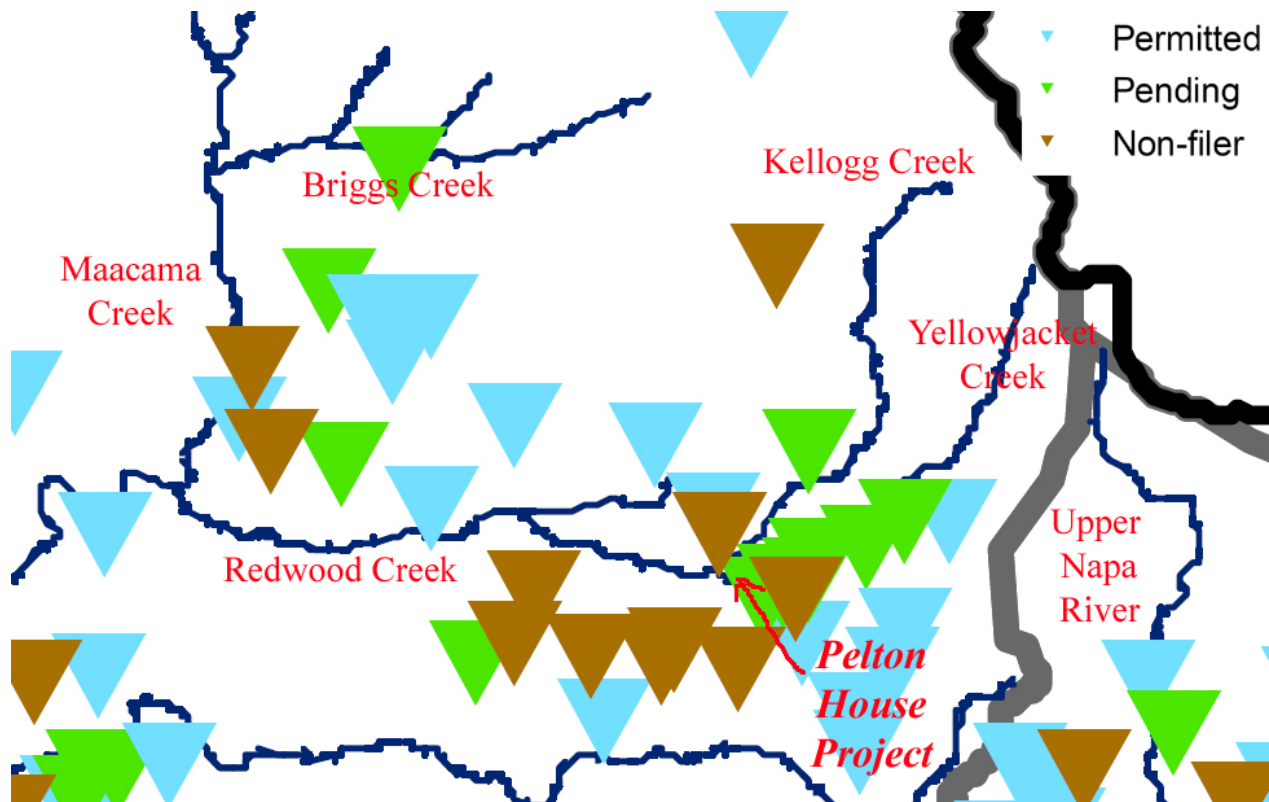 Permitted
Pending
Non-filer
Kellogg Creek
Briggs Creek
Maacama
Creek
Yellowjacket
Creek
Upper
Napa
River
Redwood Creek
Pelton
House
Project